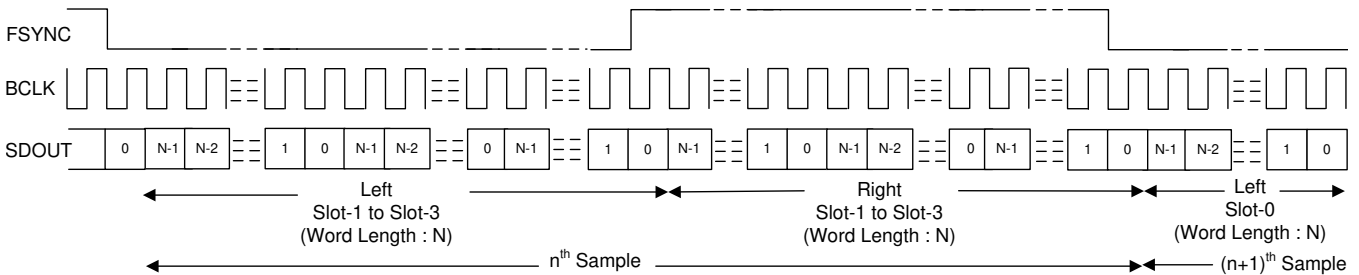 FSYNC
BCLK
SDOUT 0 N-1 N-2 1 0 N-1 N-2 0 N-1 1 0 N-1 1 0 N-1 N-2 0 N-1 1 0 N-1 N-2 1 0
Left Right Left
Slot-1 to Slot-3 Slot-1 to Slot-3 Slot-0
(Word Length : N) (Word Length : N) (Word Length : N)
nth Sample (n+1)th Sample